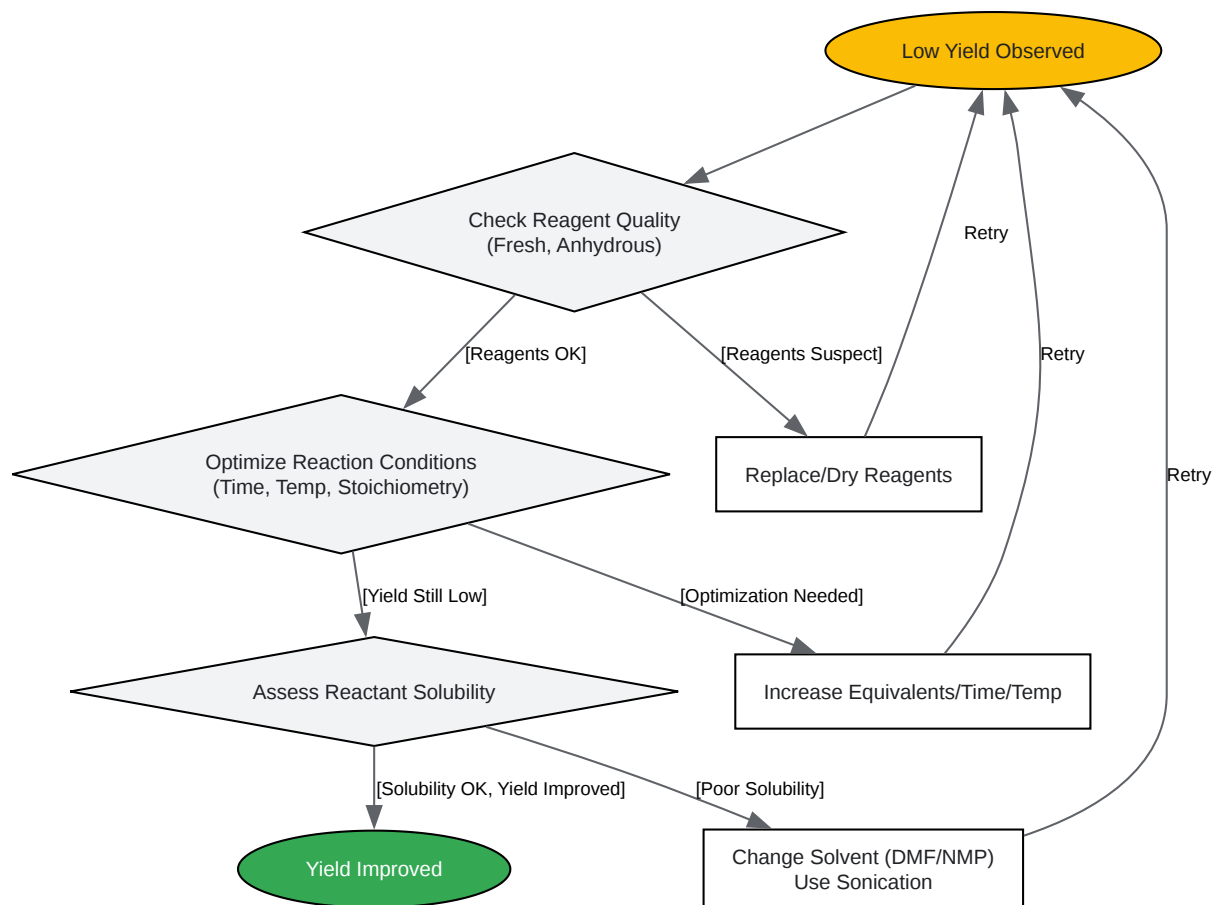 Low Yield Observed
Check Reagent Quality
(Fresh, Anhydrous)
Retry
[Reagents OK]
[Reagents Suspect]
Retry
Optimize Reaction Conditions
(Time, Temp, Stoichiometry)
Replace/Dry Reagents
Retry
[Yield Still Low]
[Optimization Needed]
Assess Reactant Solubility
Increase Equivalents/Time/Temp
[Solubility OK, Yield Improved]
[Poor Solubility]
Yield Improved
Change Solvent (DMF/NMP)
Use Sonication